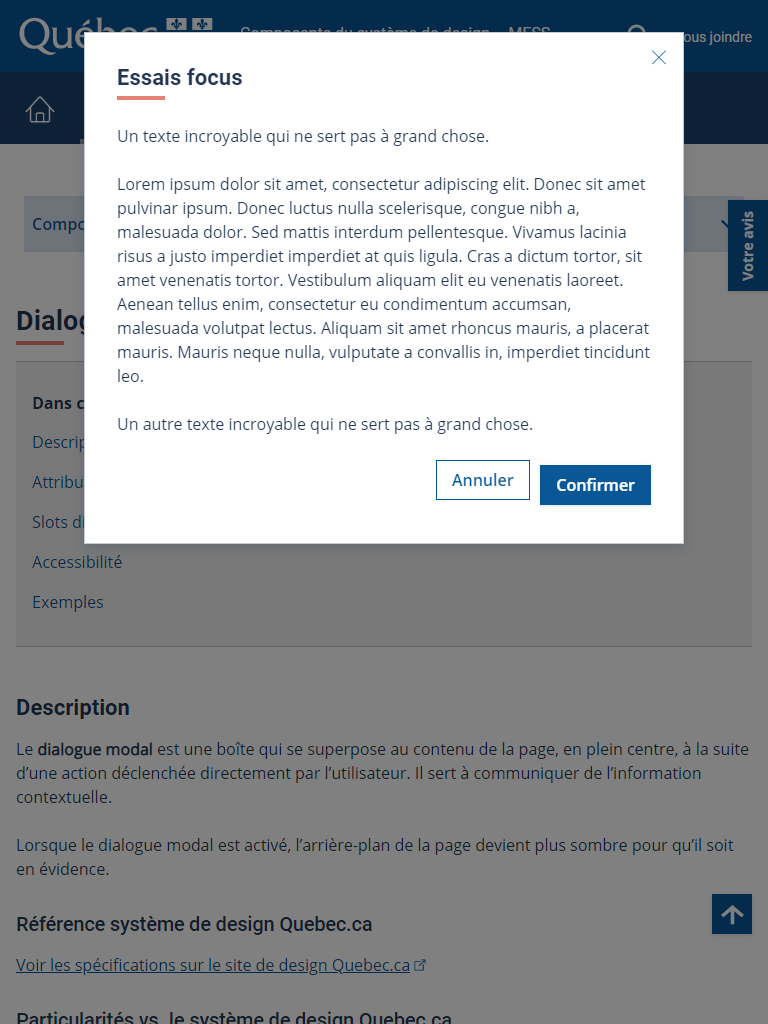 Québec
Composants du système de design - MESS
ous joindre
Essais focus
Un texte incroyable qui ne sert pas à grand chose.
Lorem ipsum dolor sit amet, consectetur adipiscing elit. Donec sit amet
pulvinar ipsum. Donec luctus nulla scelerisque, congue nibh a,
malesuada dolor. Sed mattis interdum pellentesque. Vivamus lacinia
risus a justo imperdiet imperdiet at quis ligula. Cras a dictum tortor, sit
amet venenatis tortor. Vestibulum aliquam elit eu venenatis laoreet.
Aenean tellus enim, consectetur eu condimentum accumsan,
malesuada volutpat lectus. Aliquam sit amet rhoncus mauris, a placerat
mauris. Mauris neque nulla, vulputate a convallis in, imperdiet tincidunt
leo.
Un autre texte incroyable qui ne sert pas à grand chose.
Annuler
Confirmer
Compo
Votre avis
Dialog
Dans c
Descrip
Attribu
Slots di
Accessibilité
Exemples
Description
Le dialogue modal est une boîte qui se superpose au contenu de la page, en plein centre, à la suite
d’une action déclenchée directement par l’utilisateur. Il sert à communiquer de l’information
contextuelle.
Lorsque le dialogue modal est activé, l’arrière-plan de la page devient plus sombre pour qu’il soit
en évidence.
Référence système de design Quebec.ca
Voir les spécifications sur le site de design Quebec.ca
Particularités vs. le système de design Quebec.ca